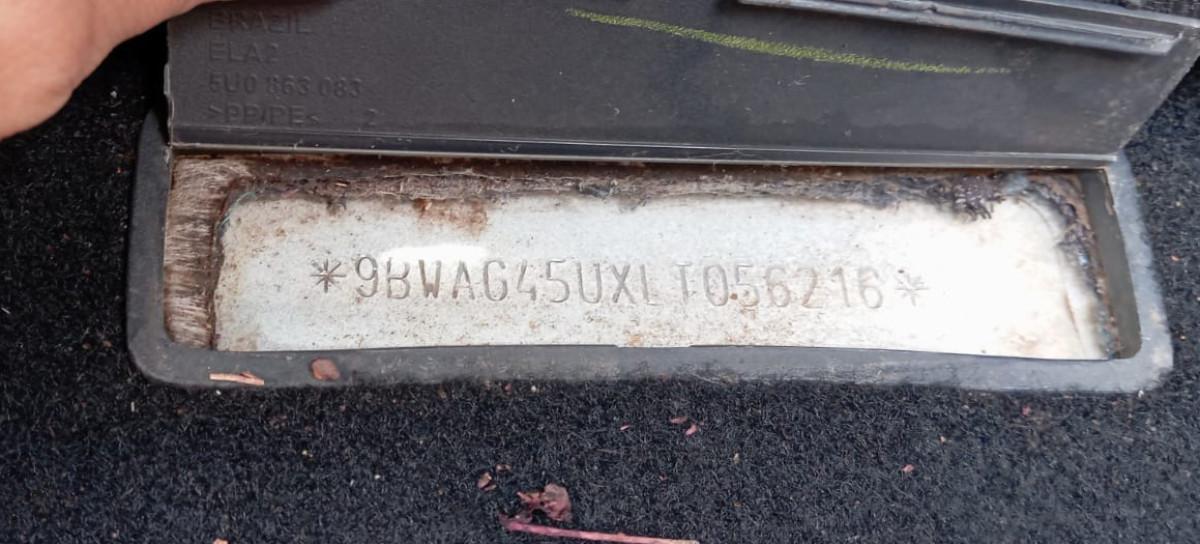 BRAZIL
ELA2
5U0 863 083
>PP/PE< 2
*9BWAG45UXLT056216*